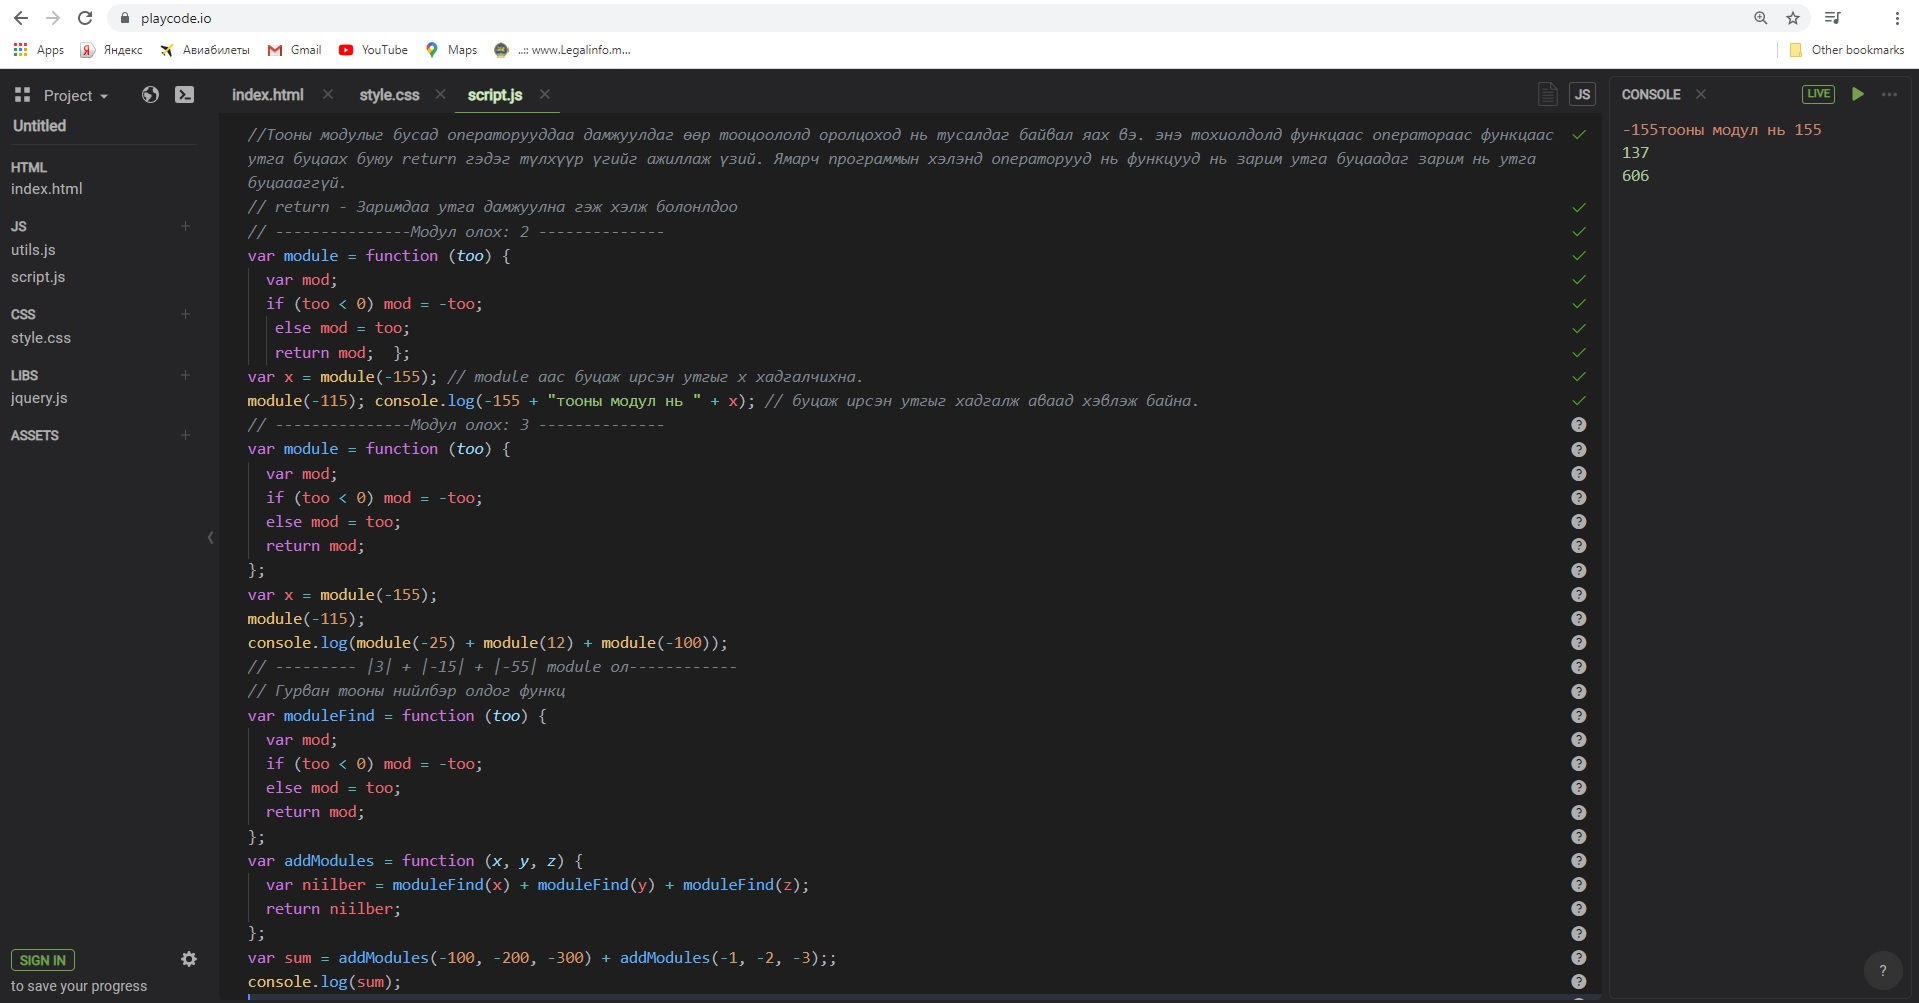 playcode.io
Apps Яндекс Авиабилеты Gmail YouTube Maps ..:: www.Legalinfo.m... Other bookmarks
Project
Untitled
HTML
index.html
JS
utils.js
script.js
CSS
style.css
LIBS
jquery.js
ASSETS
SIGN IN
to save your progress
index.html style.css script.js JS
//Тооны модулыг бусад операторууддаа дамжуулдаг өөр тооцоололд оролцоход нь тусалдаг байвал яах вэ. энэ тохиолдолд функцаас оператораас функцаас
утга буцаах буюу return гэдэг түлхүүр үгийг ажиллаж үзий. Ямарч программын хэлэнд операторууд нь функцууд нь зарим утга буцаадаг зарим нь утга
буцаааггүй.
// return - Заримдаа утга дамжуулна гэж хэлж болонлдоо
// ---------------Модул олох: 2 --------------
var module = function (too) {
var mod;
if (too < 0) mod = -too;
else mod = too;
return mod;  };
var x = module(-155); // module аас буцаж ирсэн утгыг x хадгалчихна.
module(-115); console.log(-155 + "тооны модул нь " + x); // буцаж ирсэн утгыг хадгалж аваад хэвлэж байна.
// ---------------Модул олох: 3 --------------
var module = function (too) {
var mod;
if (too < 0) mod = -too;
else mod = too;
return mod;
};
var x = module(-155);
module(-115);
console.log(module(-25) + module(12) + module(-100));
// --------- |3| + |-15| + |-55| module ол------------
// Гурван тооны нийлбэр олдог функц
var moduleFind = function (too) {
var mod;
if (too < 0) mod = -too;
else mod = too;
return mod;
};
var addModules = function (x, y, z) {
var niilber = moduleFind(x) + moduleFind(y) + moduleFind(z);
return niilber;
};
var sum = addModules(-100, -200, -300) + addModules(-1, -2, -3);;
console.log(sum);
CONSOLE LIVE
-155тооны модул нь 155
137
606